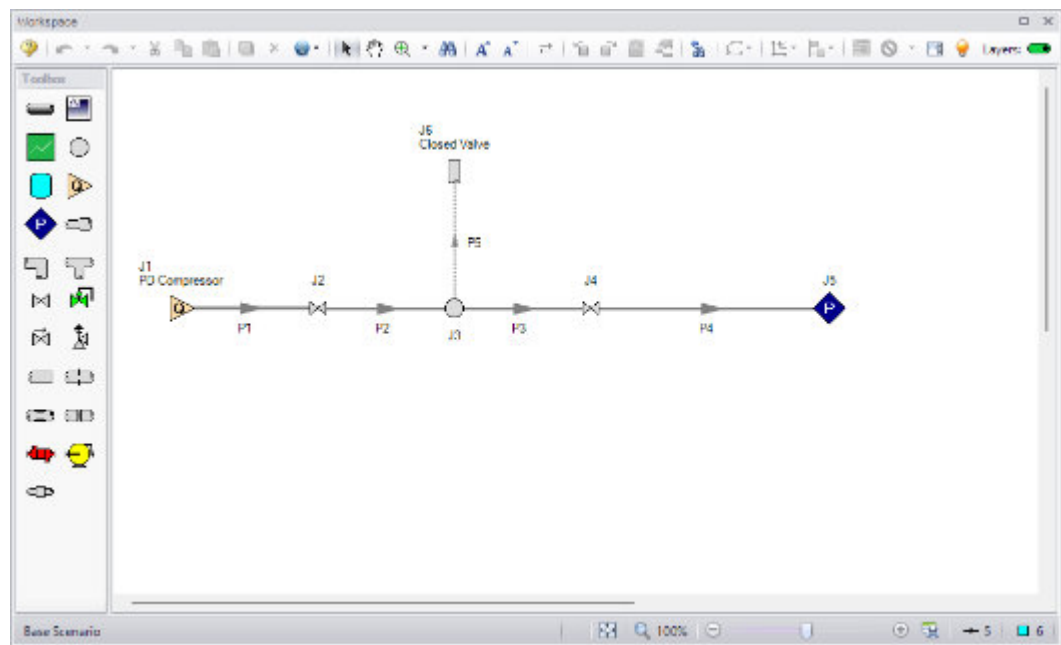 Workspace
Layers:
Toolbox
J6
Closed Valve
P5
J1
PD Compressor
J2
J4
J5
Q
P
P1
P2
J3
P3
P4
Q
P
Base Scenario
100%
5
6